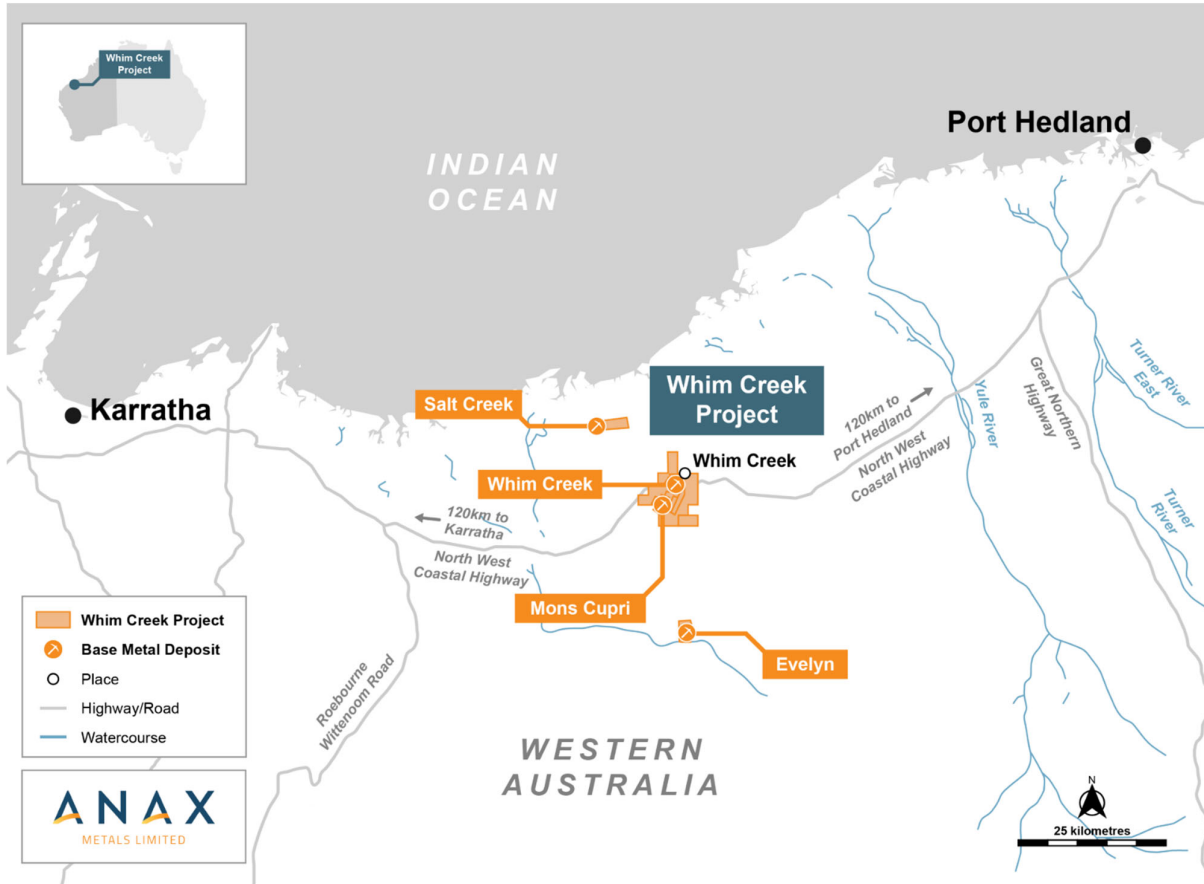 Whim Creek
Project
Port Hedland
INDIAN
OCEAN
Karratha
Salt Creek
Whim Creek
Project
Whim Creek
Whim Creek
Mons Cupri
Evelyn
120km to
Karratha
North West
Coastal Highway
120km to
Port Hedland
North West
Coastal Highway
Yule River
Great Northern
Highway
Turner River
East
Turner
River
Roebourne
Wittenoom Road
WESTERN
AUSTRALIA
Whim Creek Project
Base Metal Deposit
Place
Highway/Road
Watercourse
ANAX
METALS LIMITED
N
25 kilometres